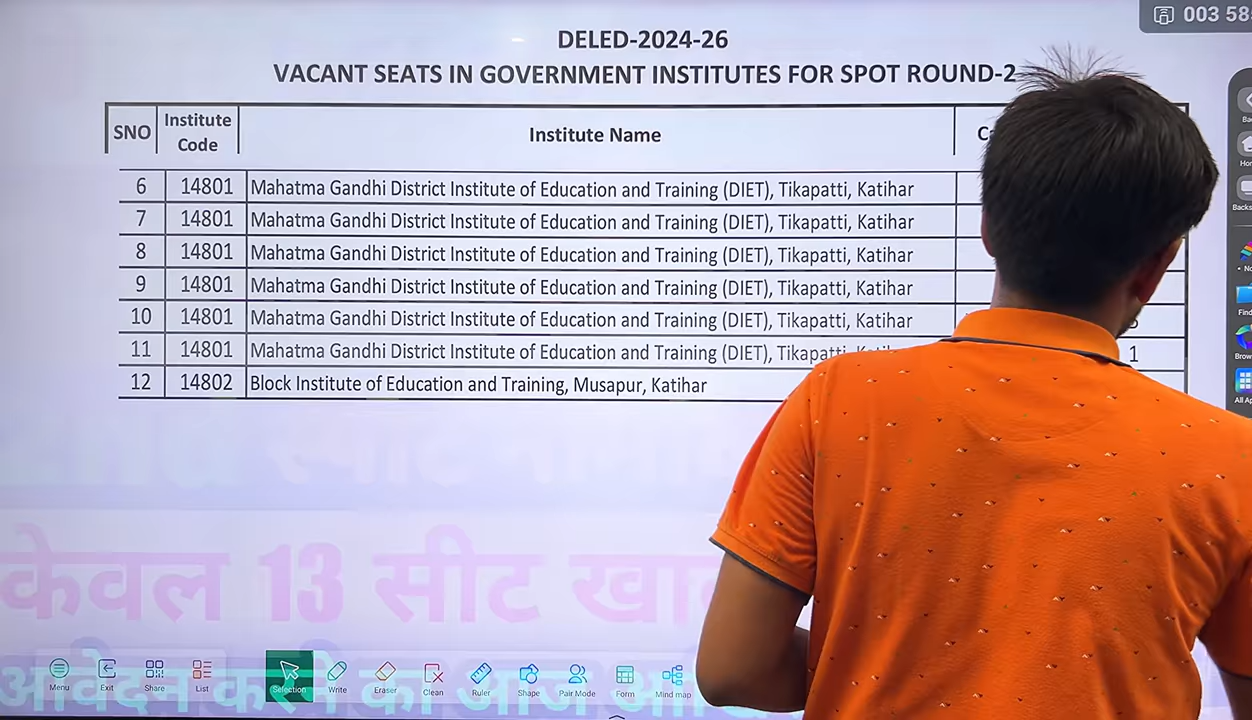 003 58
DELED-2024-26
VACANT SEATS IN GOVERNMENT INSTITUTES FOR SPOT ROUND-2
SNO Institute Code Institute Name
6 14801 Mahatma Gandhi District Institute of Education and Training (DIET), Tikapatti, Katihar
7 14801 Mahatma Gandhi District Institute of Education and Training (DIET), Tikapatti, Katihar
8 14801 Mahatma Gandhi District Institute of Education and Training (DIET), Tikapatti, Katihar
9 14801 Mahatma Gandhi District Institute of Education and Training (DIET), Tikapatti, Katihar
10 14801 Mahatma Gandhi District Institute of Education and Training (DIET), Tikapatti, Katihar
11 14801 Mahatma Gandhi District Institute of Education and Training (DIET), Tikapatti, 1
12 14802 Block Institute of Education and Training, Musapur, Katihar
केवल 13 सीट
आवेदन करने का आज
Menu Exit Share List Selection Write Eraser Clean Ruler Shape Pair Mode Form Mind map